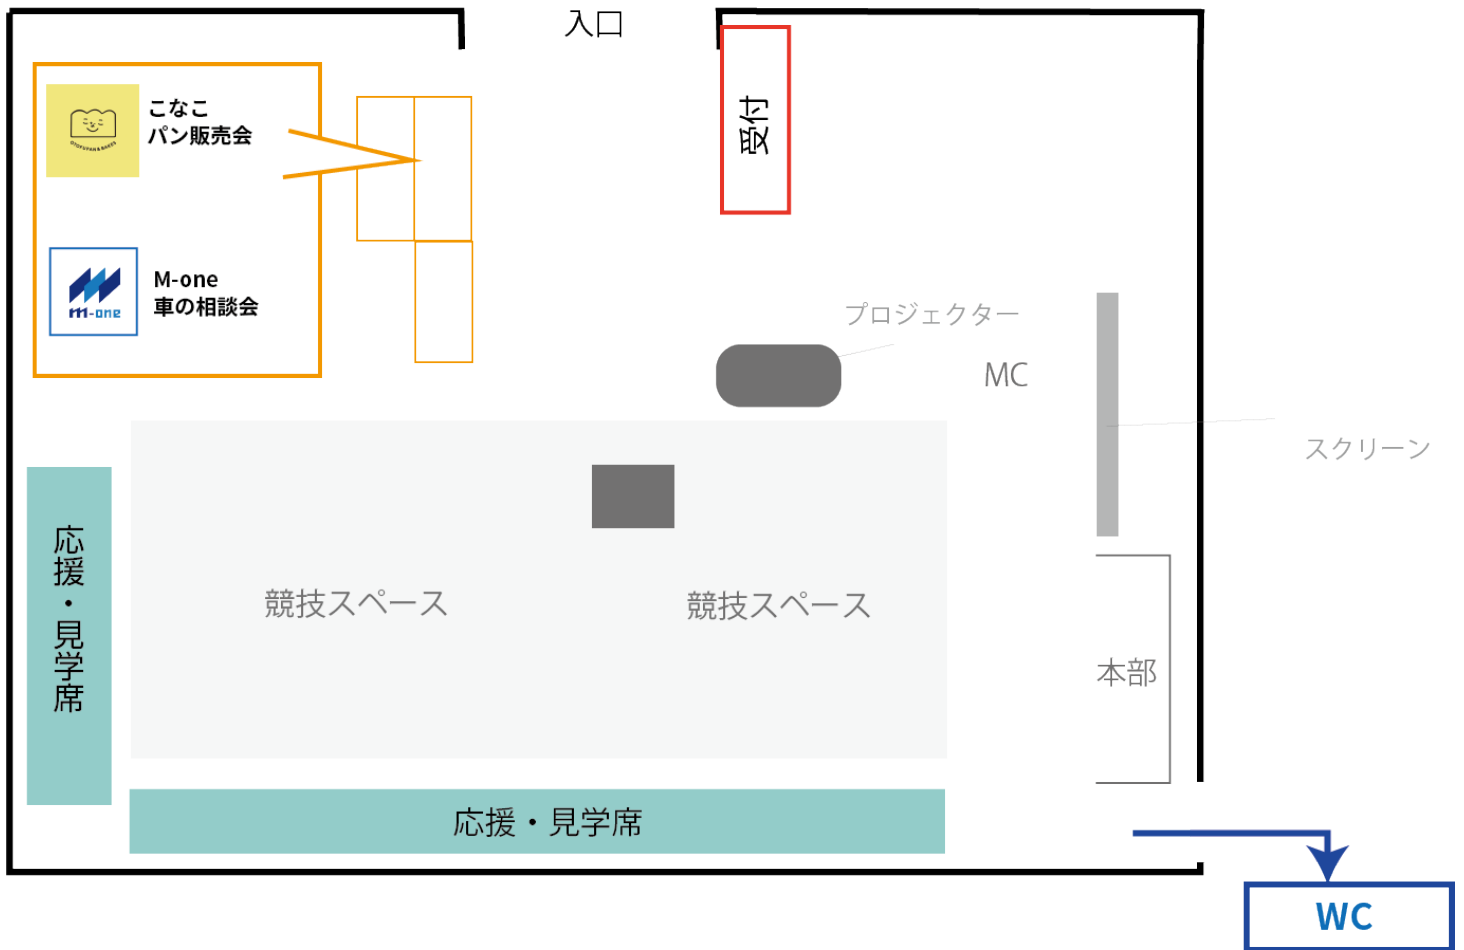 入口
受付
こなこ
パン販売会
M-one
車の相談会
m-one
プロジェクター
MC
スクリーン
応援・見学席
競技スペース
競技スペース
本部
応援・見学席
WC